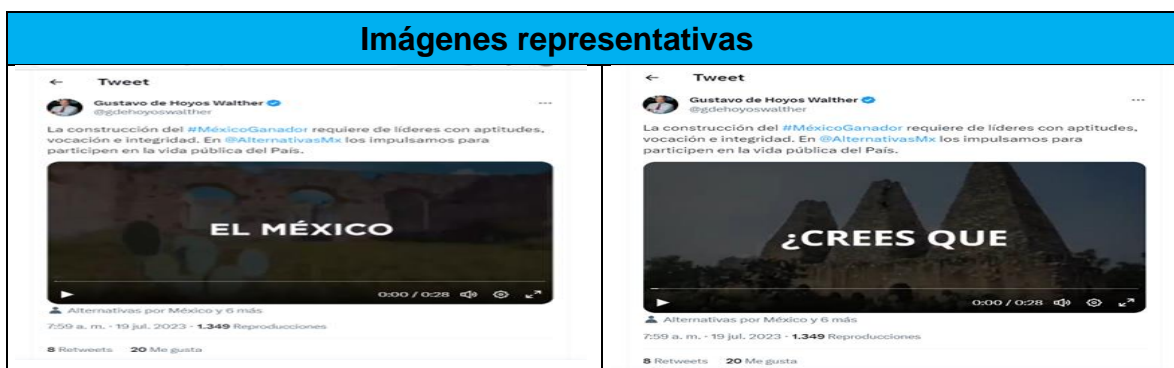 Imágenes representativas
← Tweet
Gustavo de Hoyos Walther
@gdehoyoswalther
La construcción del #MéxicoGanador requiere de líderes con aptitudes,
vocación e integridad. En @AlternativasMx los impulsamos para
participen en la vida pública del País.
EL MÉXICO
0:00 / 0:28
Alternativas por México y 6 más
7:59 a. m. · 19 jul. 2023 · 1.349 Reproducciones
8 Retweets 20 Me gusta
← Tweet
Gustavo de Hoyos Walther
@gdehoyoswalther
La construcción del #MéxicoGanador requiere de líderes con aptitudes,
vocación e integridad. En @AlternativasMx los impulsamos para
participen en la vida pública del País.
¿CREES QUE
0:00 / 0:28
Alternativas por México y 6 más
7:59 a. m. · 19 jul. 2023 · 1.349 Reproducciones
8 Retweets 20 Me gusta